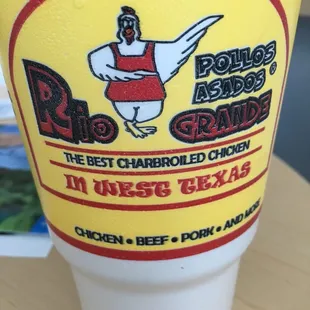 POLLOS
ASADOS
RIO GRANDE
THE BEST CHARBROILED CHICKEN
IN WEST TEXAS
CHICKEN • BEEF • PORK • AND MORE